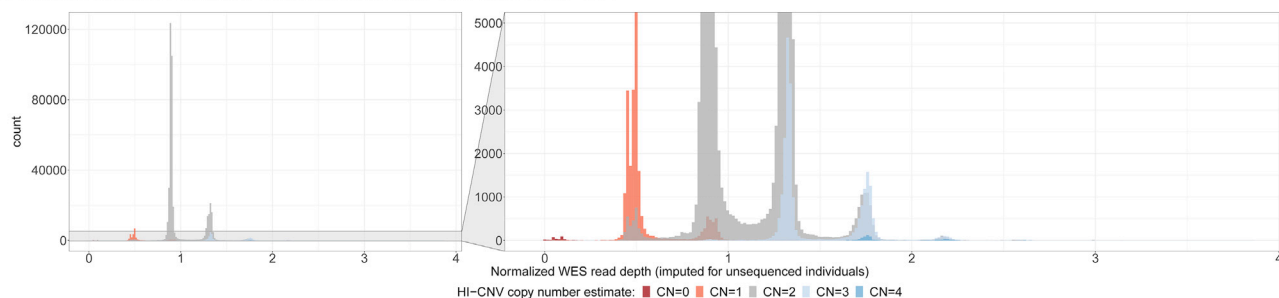 120000
80000
40000
0
count
0 1 2 3 4
5000
4000
3000
2000
1000
0
0 1 2 3 4
Normalized WES read depth (imputed for unsequenced individuals)
HI−CNV copy number estimate: CN=0 CN=1 CN=2 CN=3 CN=4